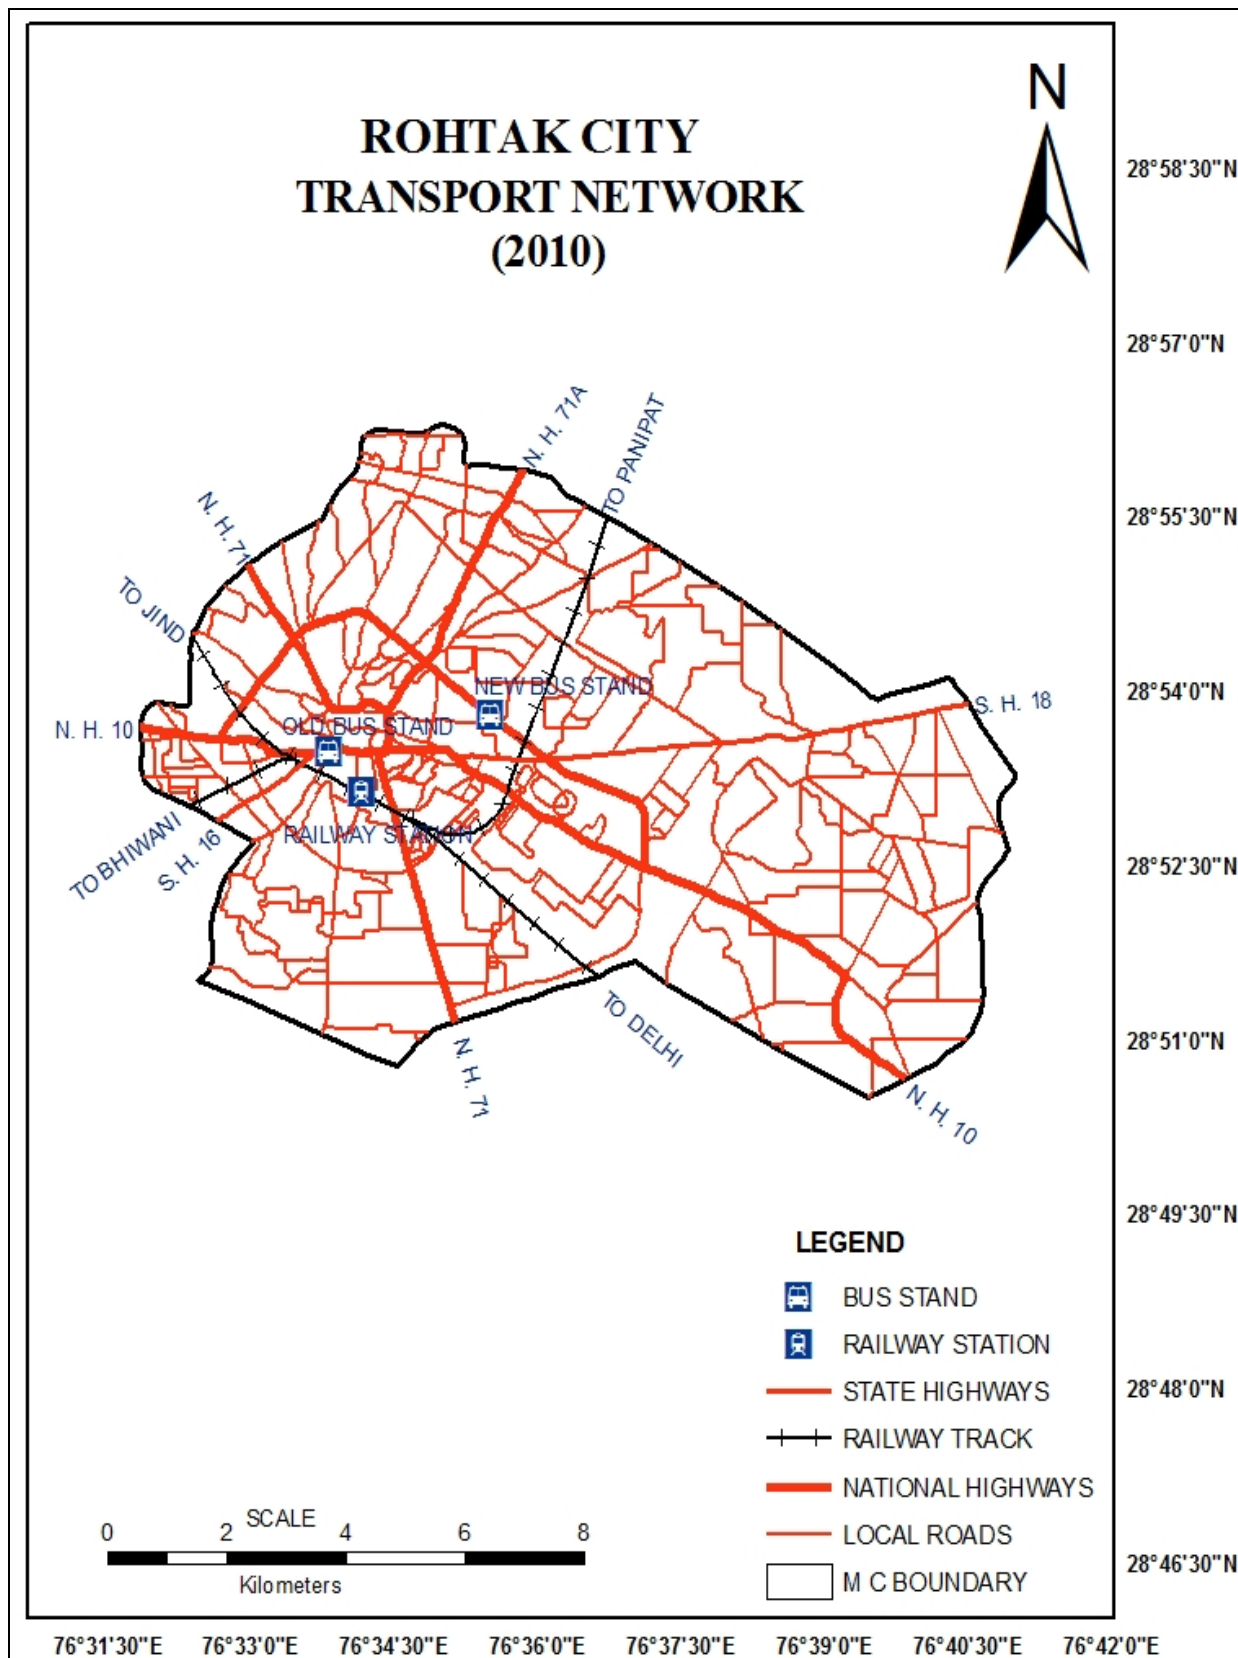 ROHTAK CITY
TRANSPORT NETWORK
(2010)
N
28°58'30"N
28°57'0"N
28°55'30"N
28°54'0"N
28°52'30"N
28°51'0"N
28°49'30"N
28°48'0"N
28°46'30"N
N. H. 71A
TO PANIPAT
N. H. 71
TO JIND
NEW BUS STAND
S. H. 18
N. H. 10
OLD BUS STAND
RAILWAY STATION
TO BHIWANI
S. H. 16
TO DELHI
N. H. 71
N. H. 10
LEGEND
BUS STAND
RAILWAY STATION
STATE HIGHWAYS
RAILWAY TRACK
NATIONAL HIGHWAYS
LOCAL ROADS
M C BOUNDARY
SCALE
0 2 4 6 8
Kilometers
76°31'30"E 76°33'0"E 76°34'30"E 76°36'0"E 76°37'30"E 76°39'0"E 76°40'30"E 76°42'0"E